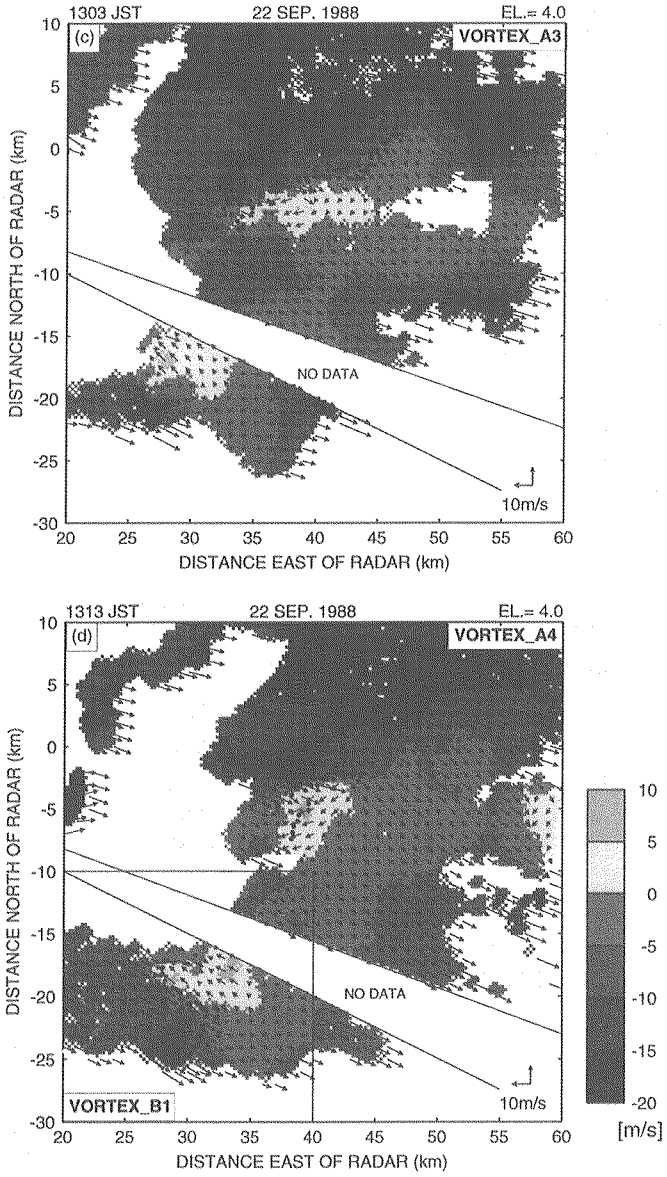 1303 JST 22 SEP. 1988 EL.= 4.0
(c) VORTEX_A3
10
5
0
-5
-10
-15
-20
-25
-30
DISTANCE NORTH OF RADAR (km)
NO DATA
10m/s
20 25 30 35 40 45 50 55 60
DISTANCE EAST OF RADAR (km)
1313 JST 22 SEP. 1988 EL.= 4.0
(d) VORTEX_A4
10
5
0
-5
-10
-15
-20
-25
-30
DISTANCE NORTH OF RADAR (km)
NO DATA
VORTEX_B1
10m/s
20 25 30 35 40 45 50 55 60
DISTANCE EAST OF RADAR (km)
10
5
0
-5
-10
-15
-20
[m/s]